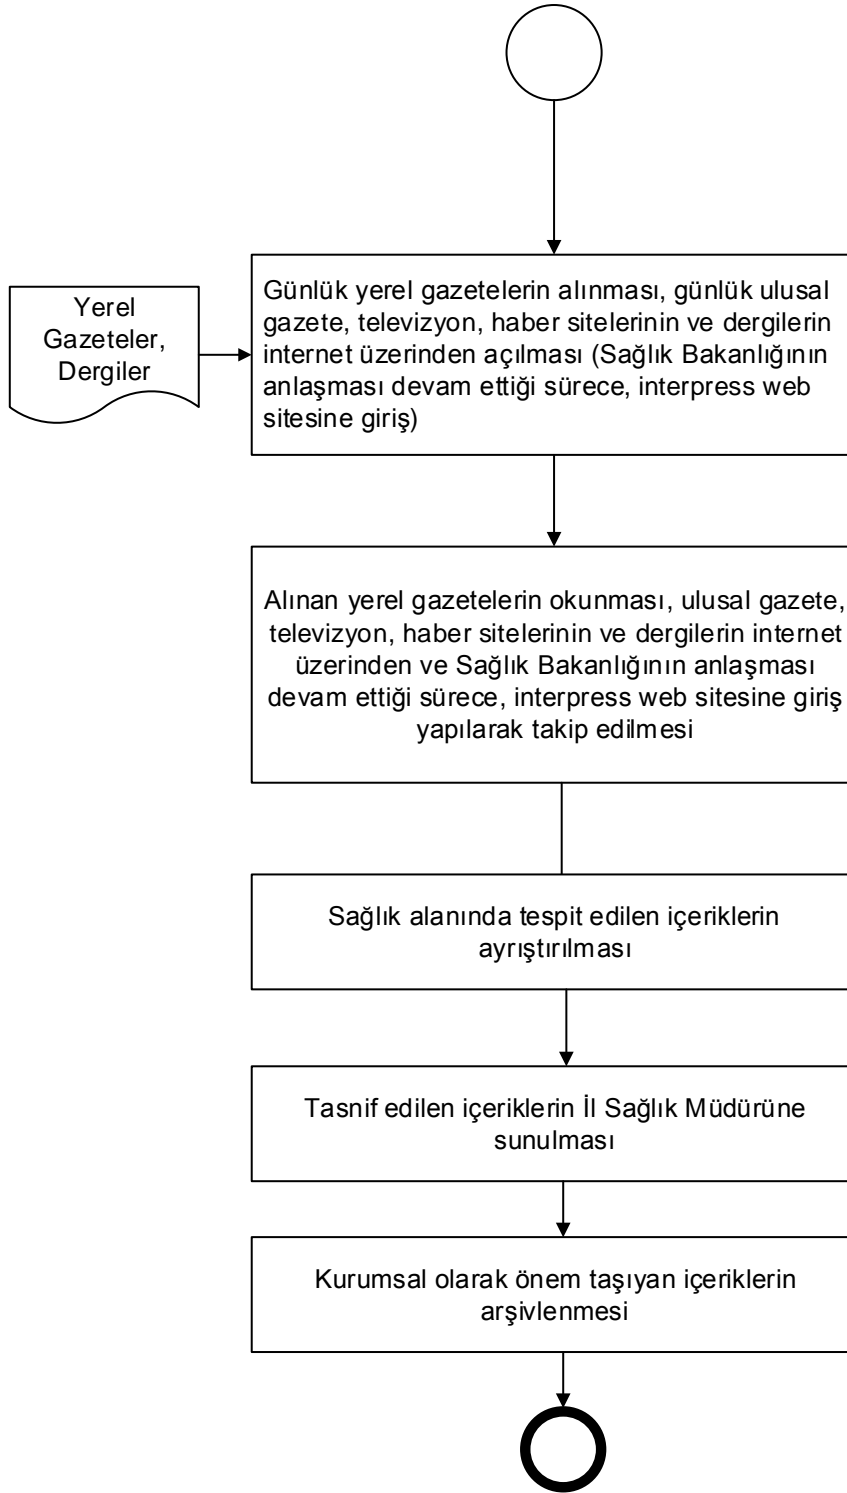 Yerel
Gazeteler,
Dergiler
Günlük yerel gazetelerin alınması, günlük ulusal
gazete, televizyon, haber sitelerinin ve dergilerin
internet üzerinden açılması (Sağlık Bakanlığının
anlaşması devam ettiği sürece, interpress web
sitesine giriş)
Alınan yerel gazetelerin okunması, ulusal gazete,
televizyon, haber sitelerinin ve dergilerin internet
üzerinden ve Sağlık Bakanlığının anlaşması
devam ettiği sürece, interpress web sitesine giriş
yapılarak takip edilmesi
Sağlık alanında tespit edilen içeriklerin
ayrıştırılması
Tasnif edilen içeriklerin İl Sağlık Müdürüne
sunulması
Kurumsal olarak önem taşıyan içeriklerin
arşivlenmesi